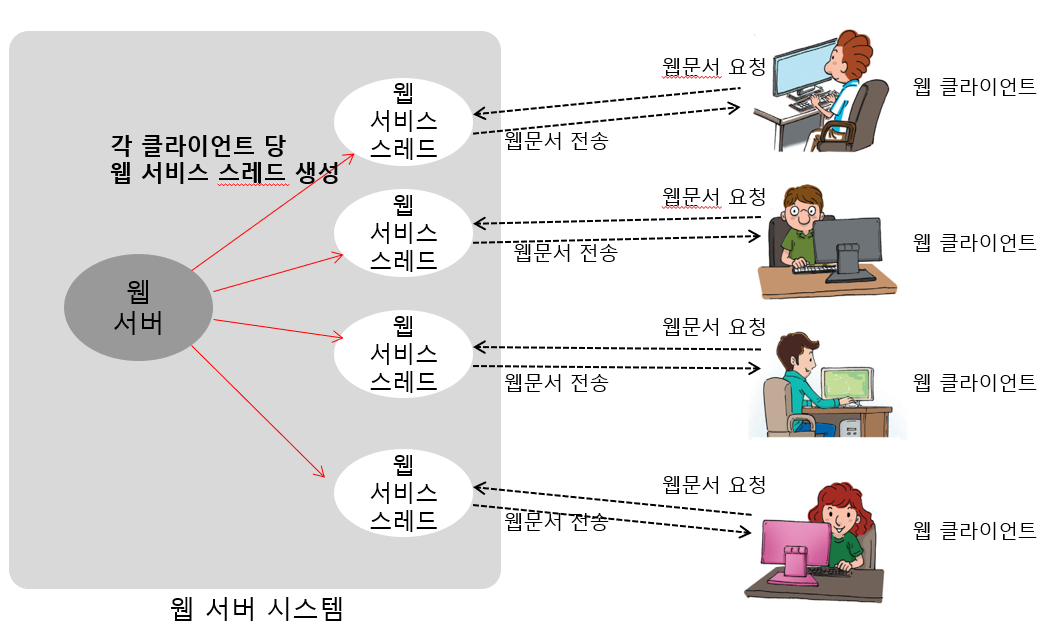 각 클라이언트 당
웹 서비스 스레드 생성
웹
서버
웹
서비스
스레드
웹
서비스
스레드
웹
서비스
스레드
웹
서비스
스레드
웹 서버 시스템
웹문서 요청
웹문서 전송
웹 클라이언트
웹문서 요청
웹문서 전송
웹 클라이언트
웹문서 요청
웹문서 전송
웹 클라이언트
웹문서 요청
웹문서 전송
웹 클라이언트